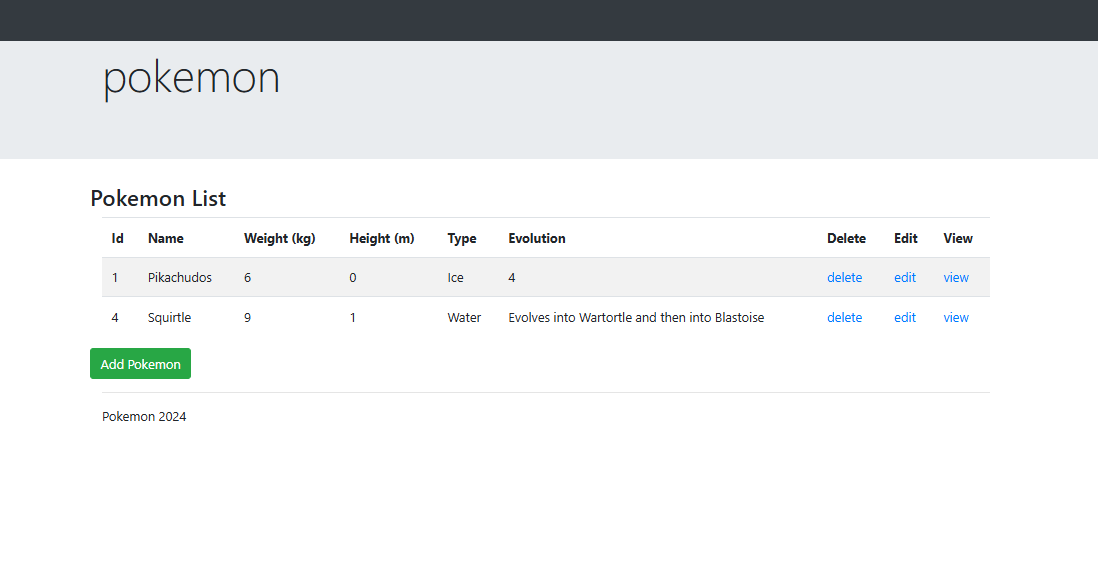 pokemon
Pokemon List
Id Name Weight (kg) Height (m) Type Evolution Delete Edit View
1 Pikachudos 6 0 Ice 4 delete edit view
4 Squirtle 9 1 Water Evolves into Wartortle and then into Blastoise delete edit view
Add Pokemon
Pokemon 2024